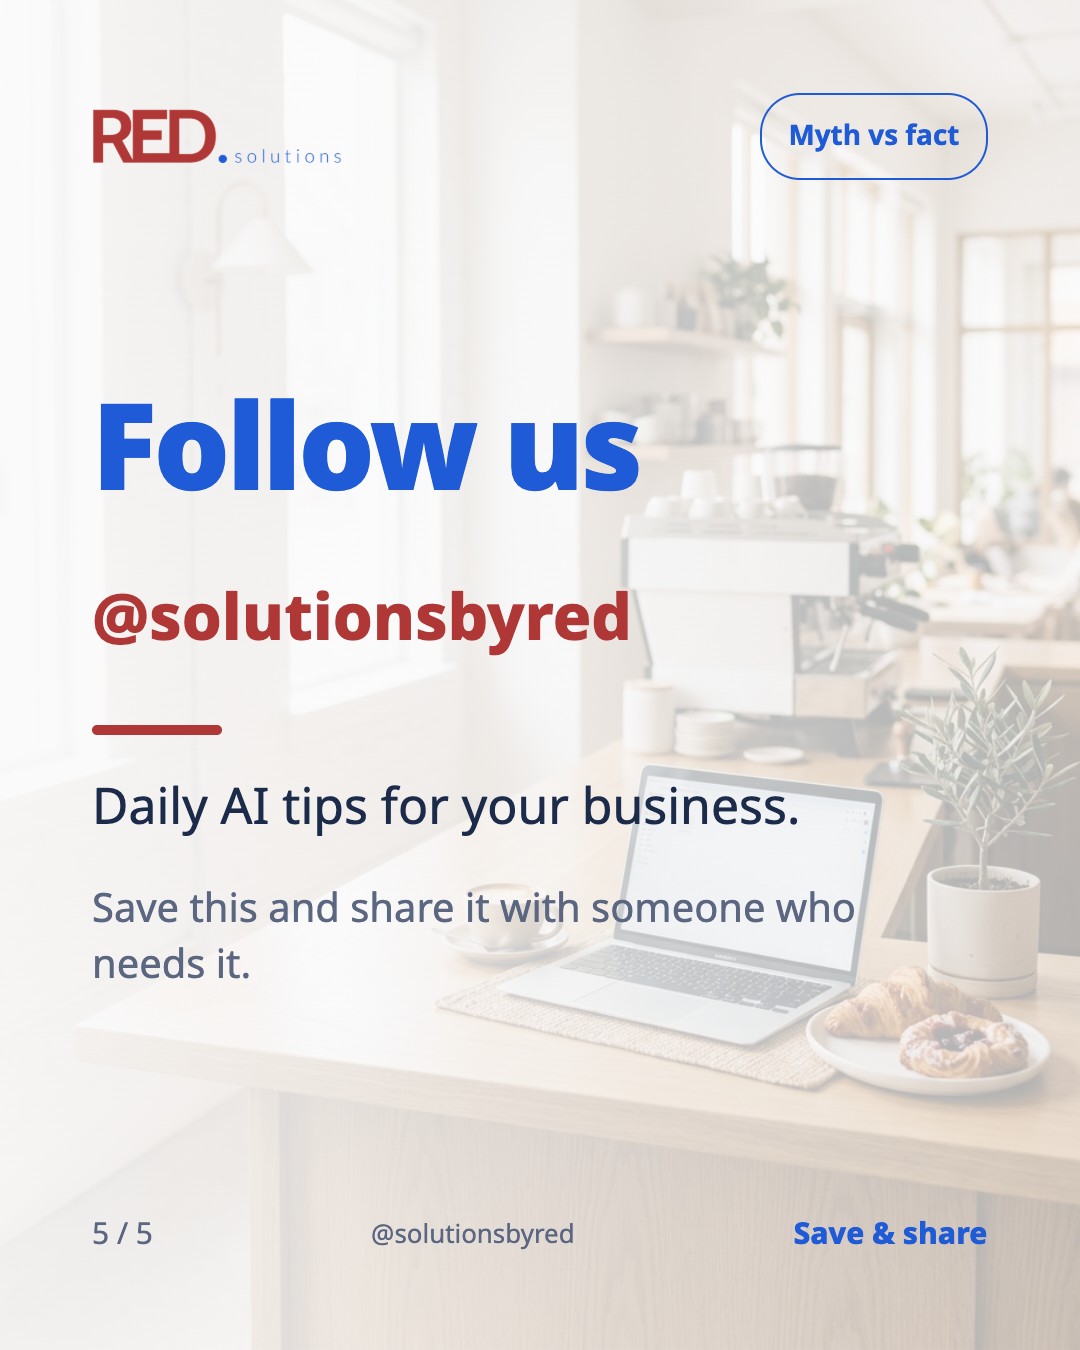 RED.solutions
Myth vs fact
Follow us
@solutionsbyred
Daily AI tips for your business.
Save this and share it with someone who
needs it.
5 / 5
@solutionsbyred
Save & share